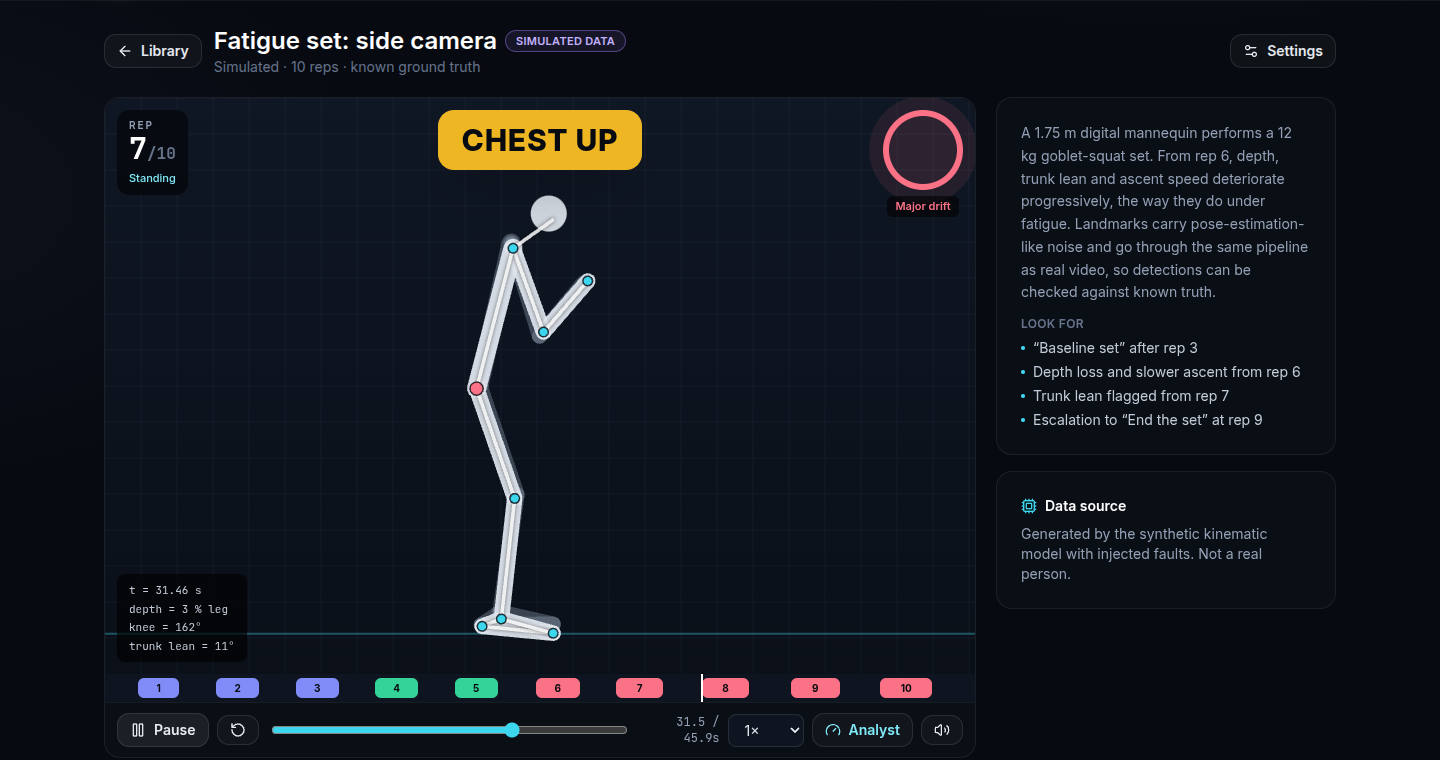 Library
Fatigue set: side camera
SIMULATED DATA
Simulated · 10 reps · known ground truth
Settings
REP
7/10
Standing
CHEST UP
Major drift
t = 31.46 s
depth = 3 % leg
knee = 162°
trunk lean = 11°
1 2 3 4 5 6 7 8 9 10
Pause
31.5 /
45.9s
1×
Analyst
A 1.75 m digital mannequin performs a 12
kg goblet-squat set. From rep 6, depth,
trunk lean and ascent speed deteriorate
progressively, the way they do under
fatigue. Landmarks carry pose-estimation-
like noise and go through the same pipeline
as real video, so detections can be
checked against known truth.
LOOK FOR
• “Baseline set” after rep 3
• Depth loss and slower ascent from rep 6
• Trunk lean flagged from rep 7
• Escalation to “End the set” at rep 9
Data source
Generated by the synthetic kinematic
model with injected faults. Not a real
person.